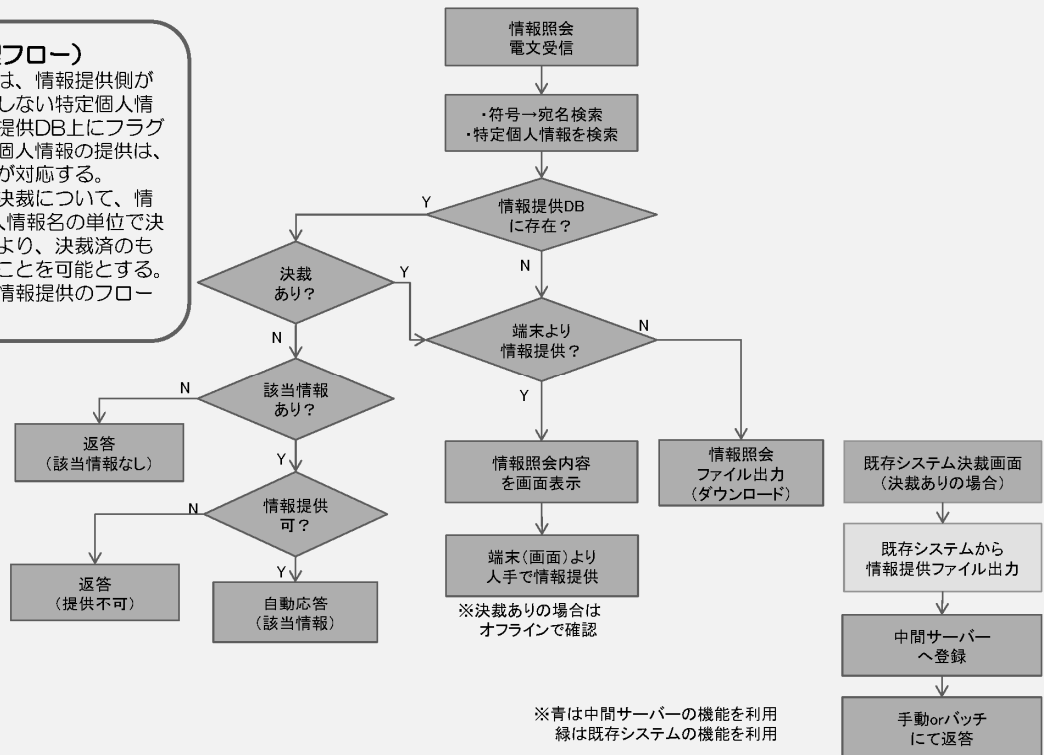 フロー)
は、情報提供側が
しない特定個人情
提供DB上にフラグ
個人情報の提供は、
が対応する。
決裁について、情
人情報名の単位で決
より、決裁済のも
ことを可能とする。
情報提供のフロー
情報照会
電文受信
・符号→宛名検索
・特定個人情報を検索
情報提供DB
に存在？
Y
N
決裁
あり？
Y
N
端末より
情報提供？
N
Y
該当情報
あり？
N
Y
返答
(該当情報なし)
情報提供
可？
N
Y
返答
(提供不可)
自動応答
(該当情報)
情報照会内容
を画面表示
端末(画面)より
人手で情報提供
※決裁ありの場合は
オフラインで確認
情報照会
ファイル出力
(ダウンロード)
既存システム決裁画面
(決裁ありの場合)
既存システムから
情報提供ファイル出力
中間サーバー
へ登録
手動orバッチ
にて返答
※青は中間サーバーの機能を利用
緑は既存システムの機能を利用